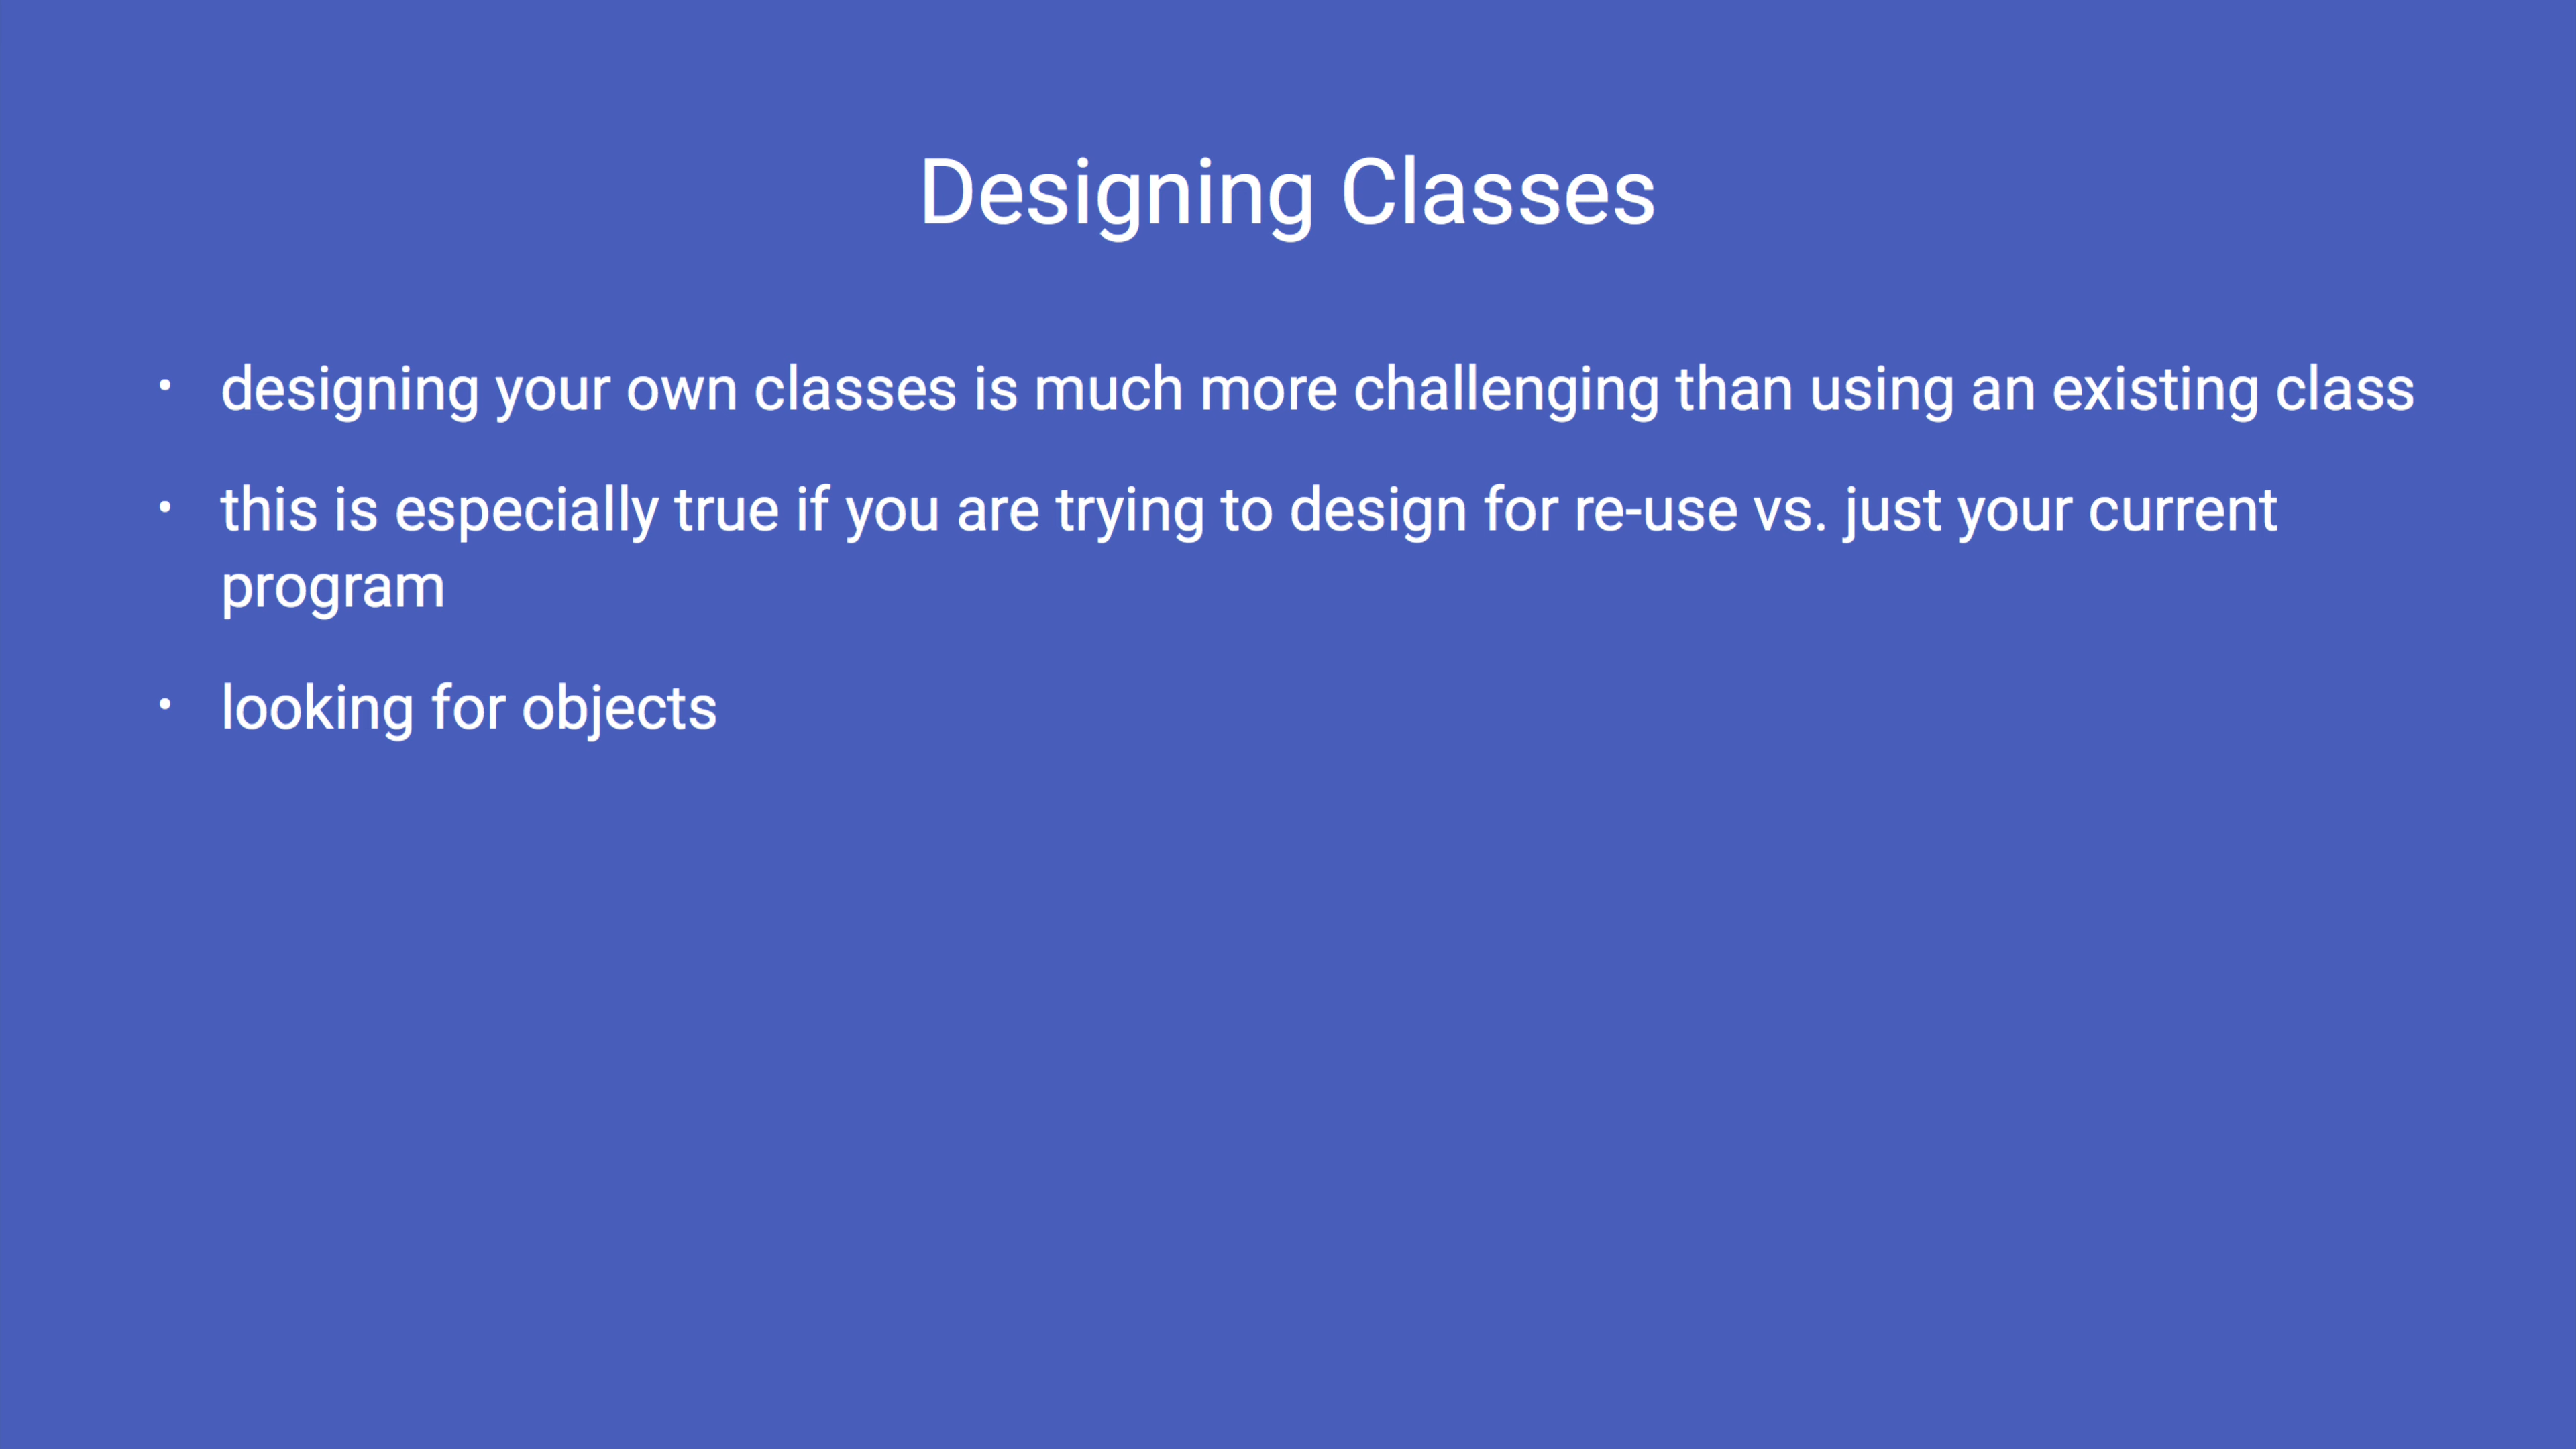 Designing Classes
• designing your own classes is much more challenging than using an existing class
• this is especially true if you are trying to design for re-use vs. just your current
program
• looking for objects